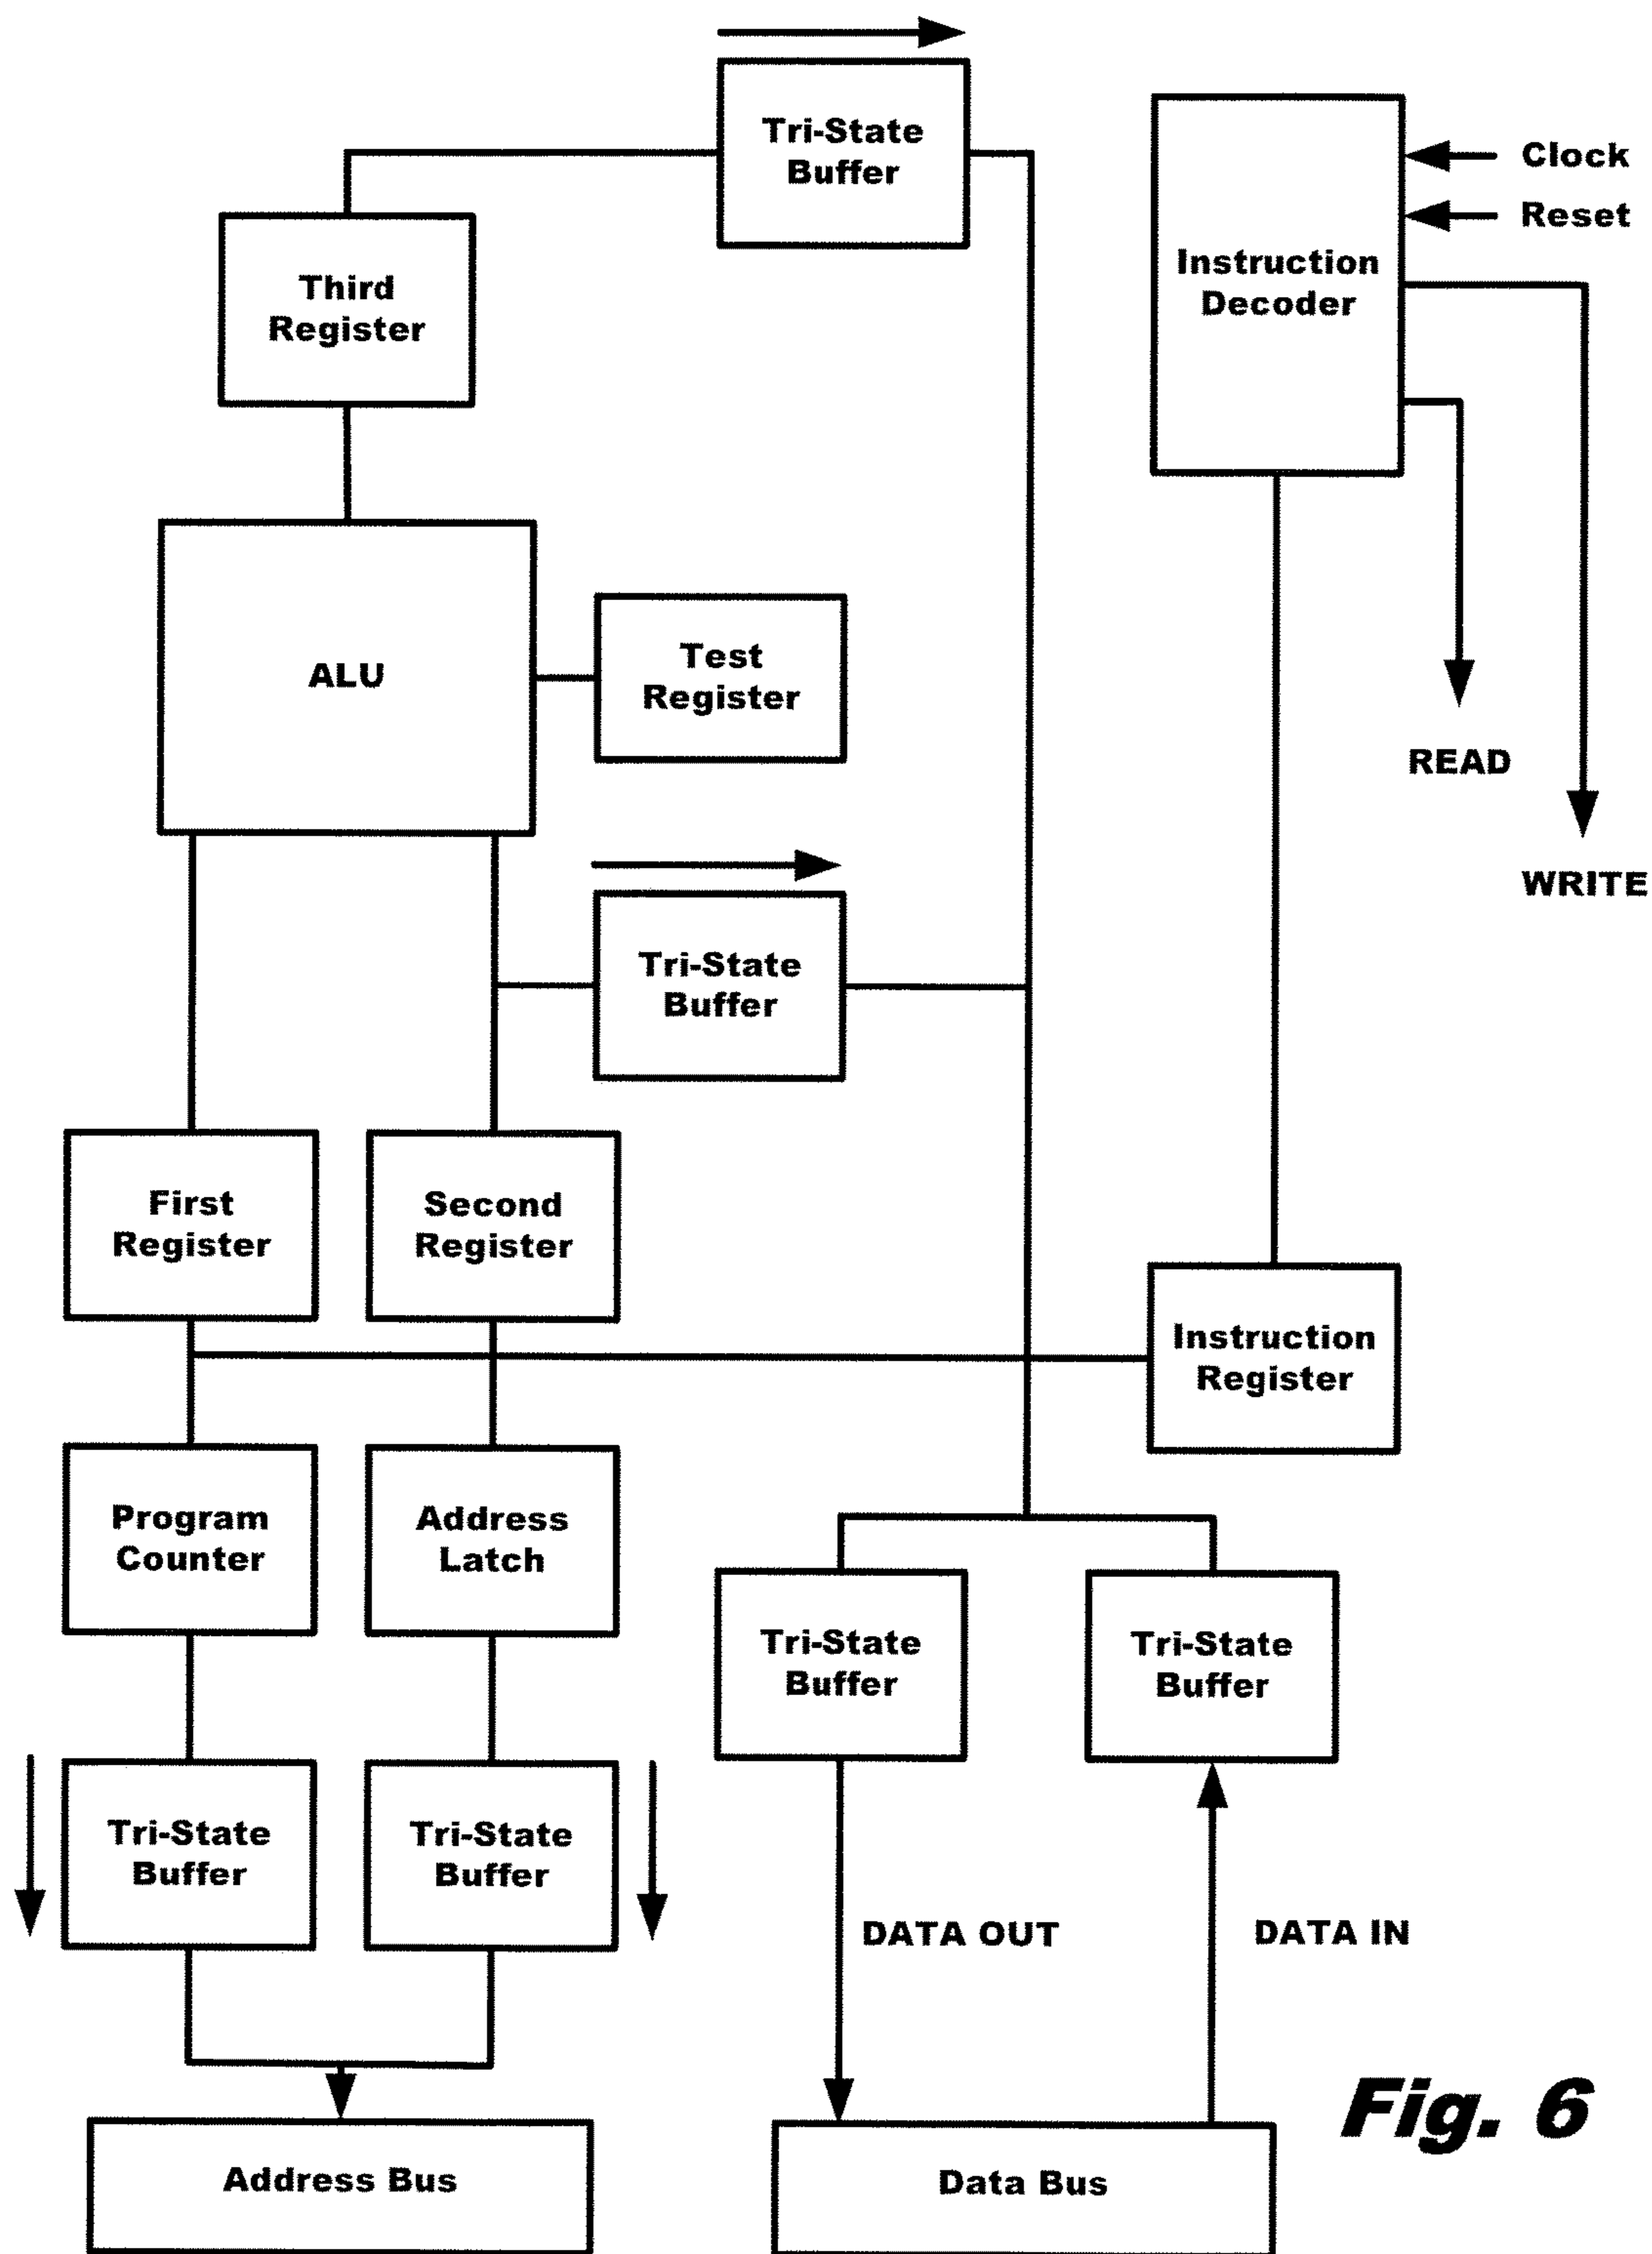 Tri-State
Buffer
Clock
Reset
Instruction
Decoder
Third
Register
ALU
Test
Register
READ
WRITE
Tri-State
Buffer
First
Register
Second
Register
Instruction
Register
Program
Counter
Address
Latch
Tri-State
Buffer
Tri-State
Buffer
Tri-State
Buffer
Tri-State
Buffer
DATA OUT
DATA IN
Address Bus
Data Bus
Fig. 6